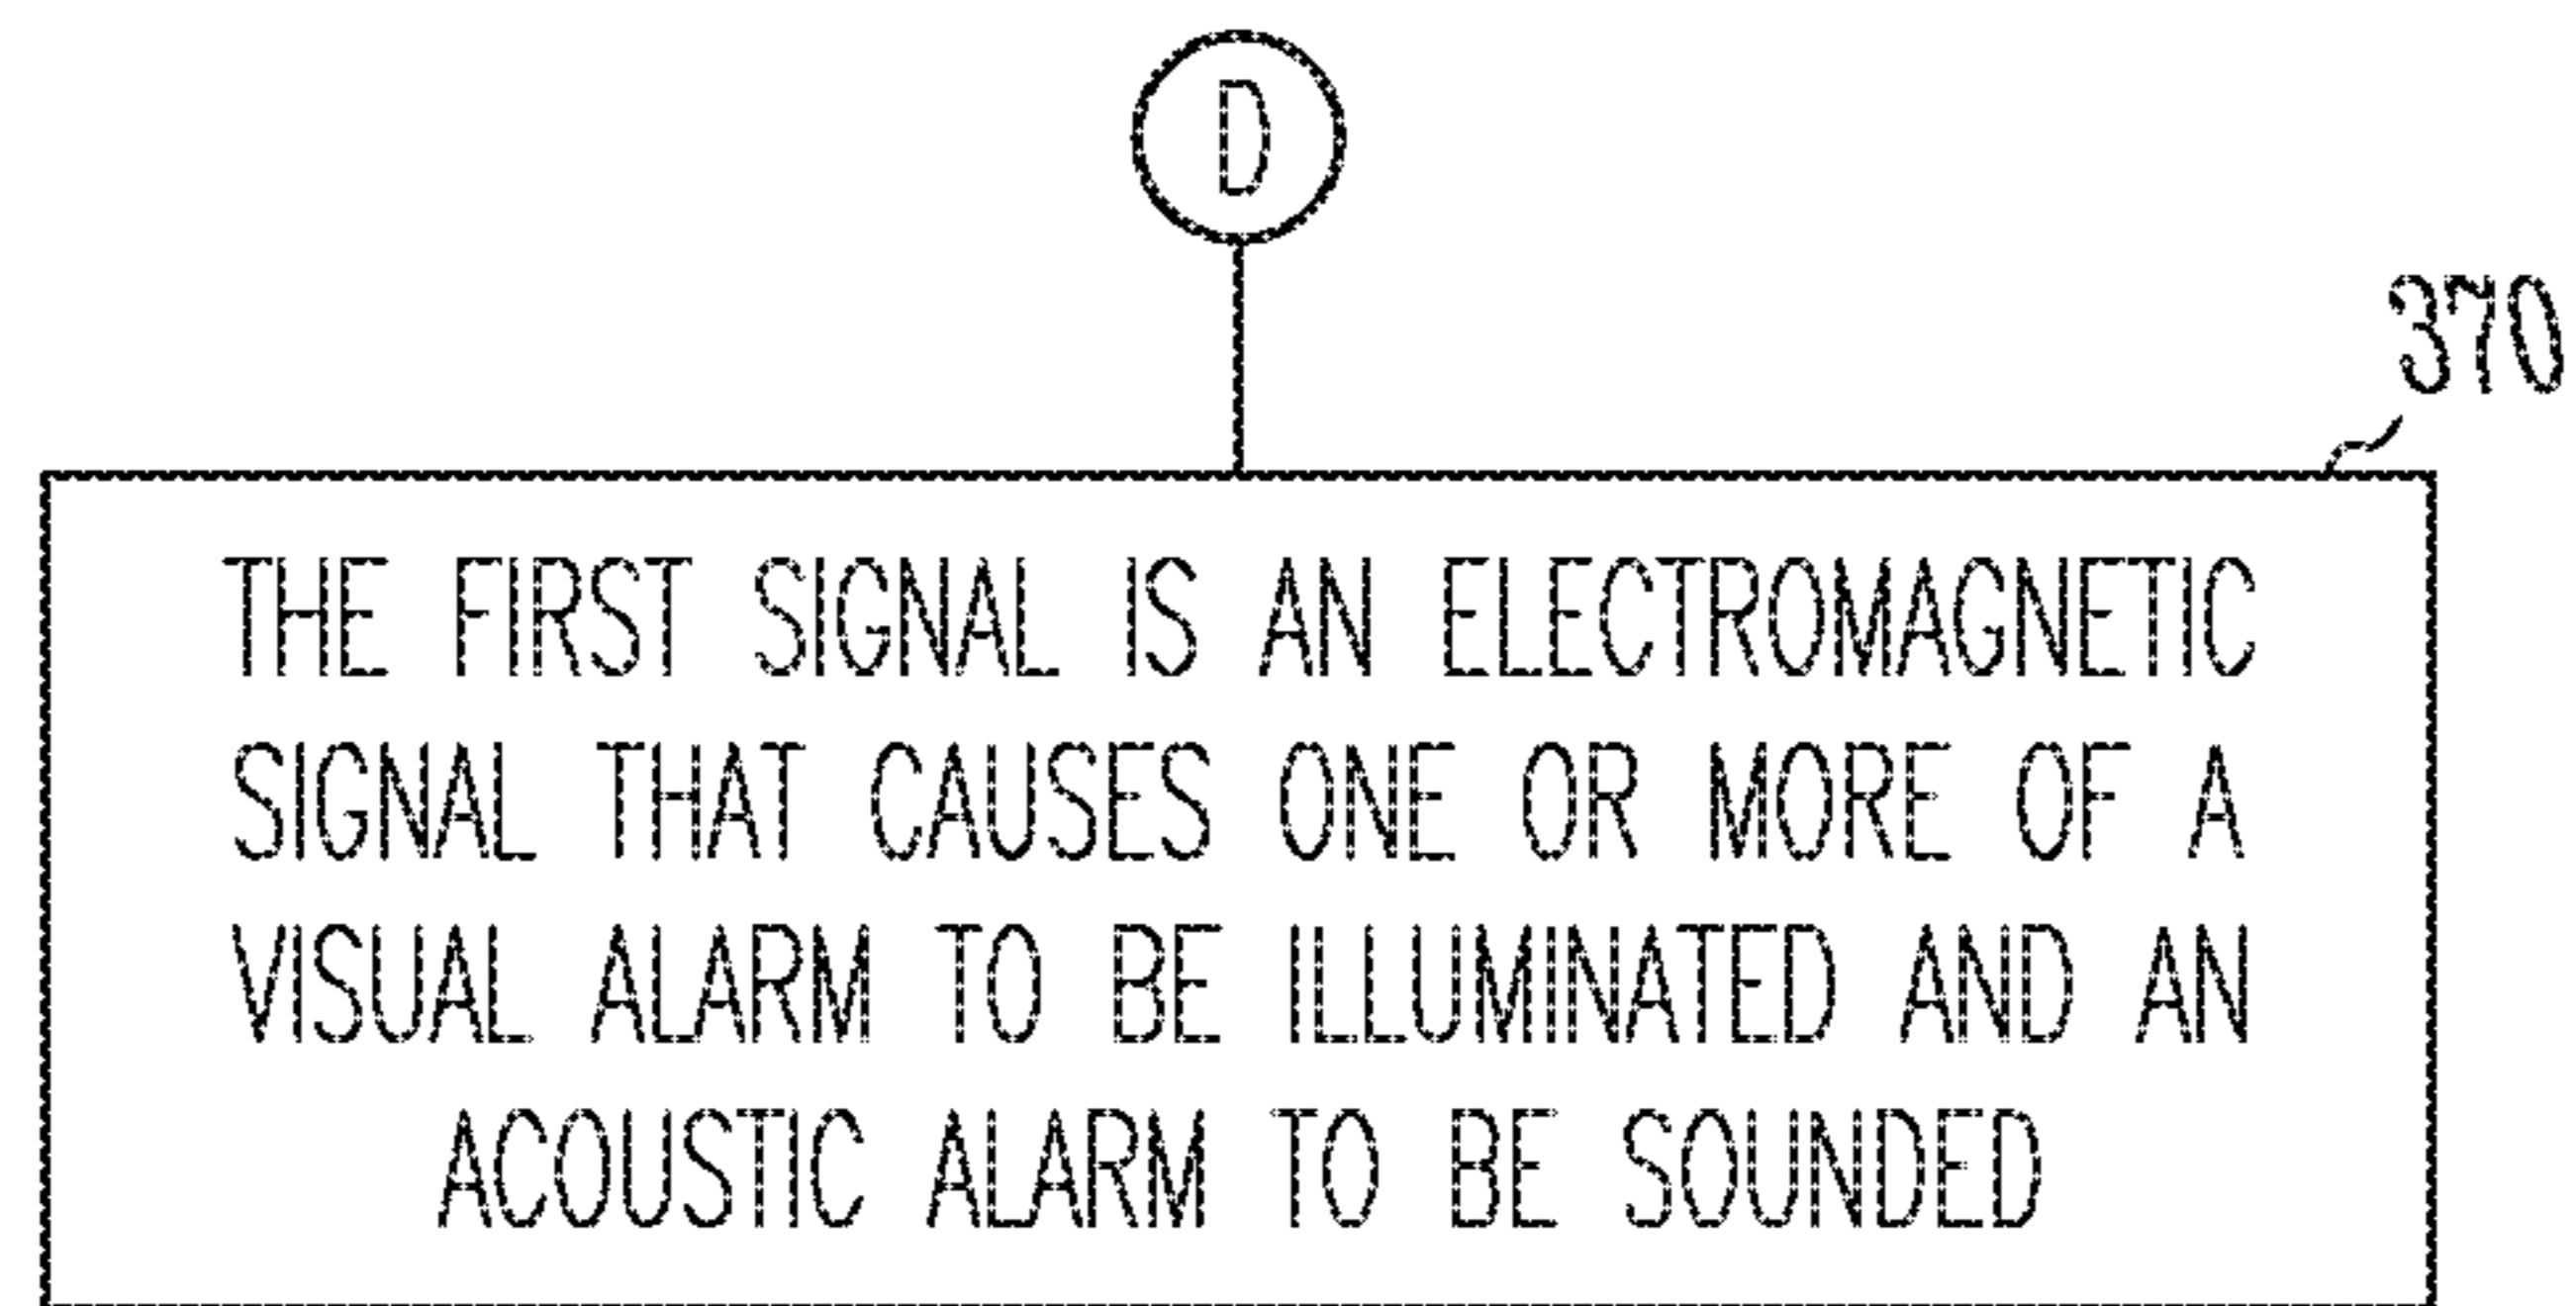 D
370
THE FIRST SIGNAL IS AN ELECTROMAGNETIC
SIGNAL THAT CAUSES ONE OR MORE OF A
VISUAL ALARM TO BE ILLUMINATED AND AN
ACOUSTIC ALARM TO BE SOUNDED